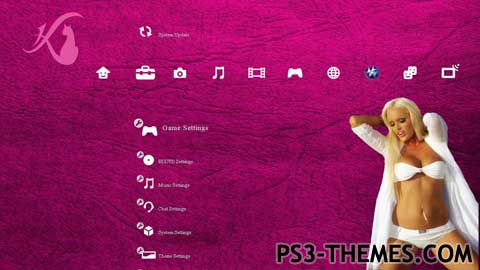 System Update
Game Settings
BD/DVD Settings
Music Settings
Chat Settings
System Settings
Theme Settings
PS3-THEMES.COM